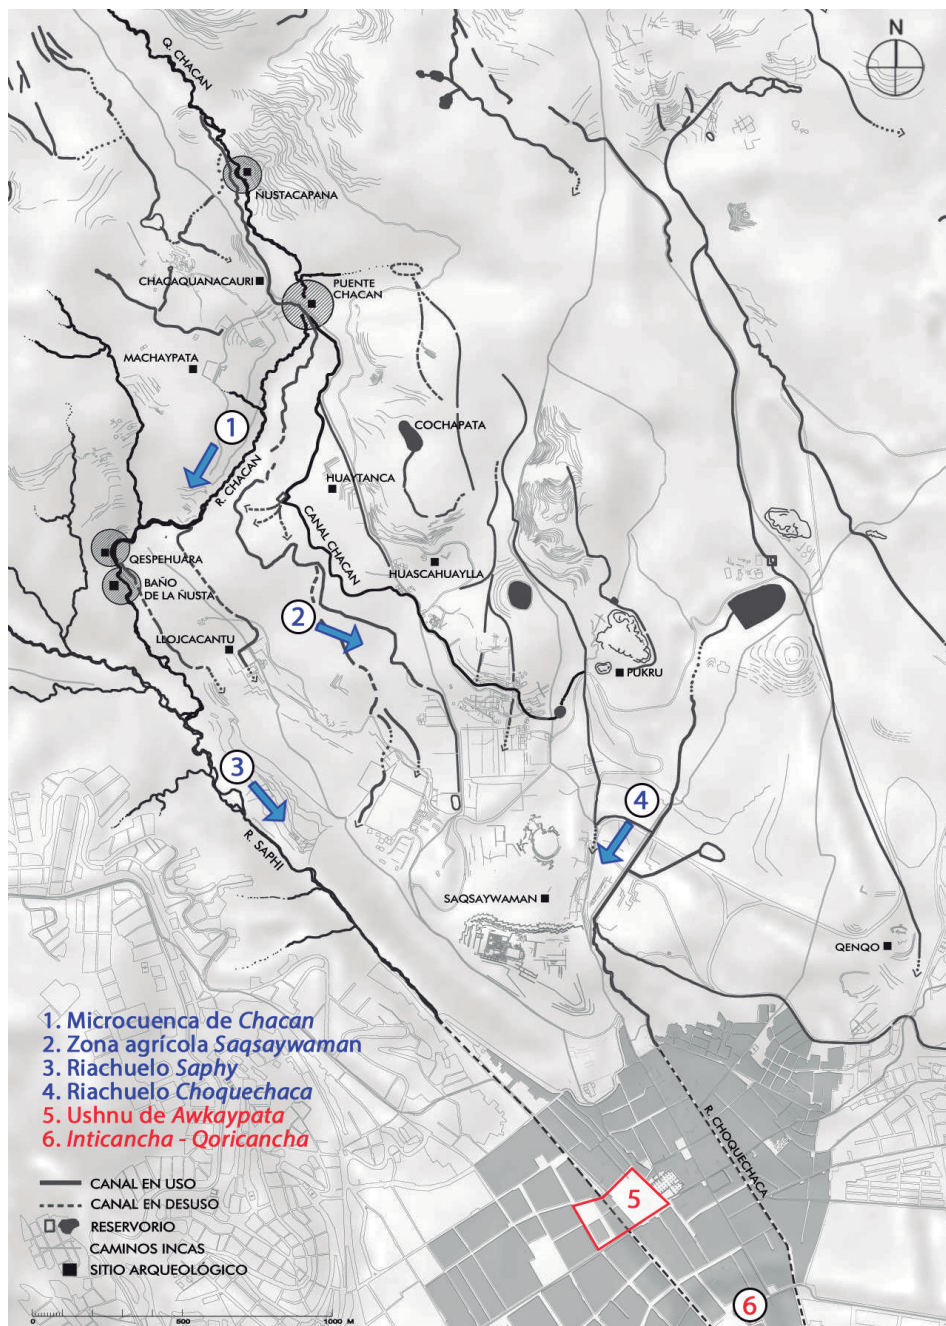 N
Q. CHACAN
ÑUSTACAPANA
CHACAQUANACAURI
PUENTE
CHACAN
MACHAYPATA
1
R. CHACAN
COCHAPATA
HUAYTANCA
CANAL CHACAN
QESPEHUARA
HUASCAHUAYLLA
BAÑO
DE LA ÑUSTA
2
LLOJCACANTU
PUKRU
3
4
R. SAPHI
SAQSAYWAMAN
QENQO
1. Microcuenca de Chacan
2. Zona agrícola Saqsaywaman
3. Riachuelo Saphy
4. Riachuelo Choquechaca
5. Ushnu de Awkaypata
6. Inticancha - Qoricancha
R. CHOQUECHACA
CANAL EN USO
CANAL EN DESUSO
RESERVORIO
CAMINOS INCAS
SITIO ARQUEOLÓGICO
5
6
0 500 1000 M